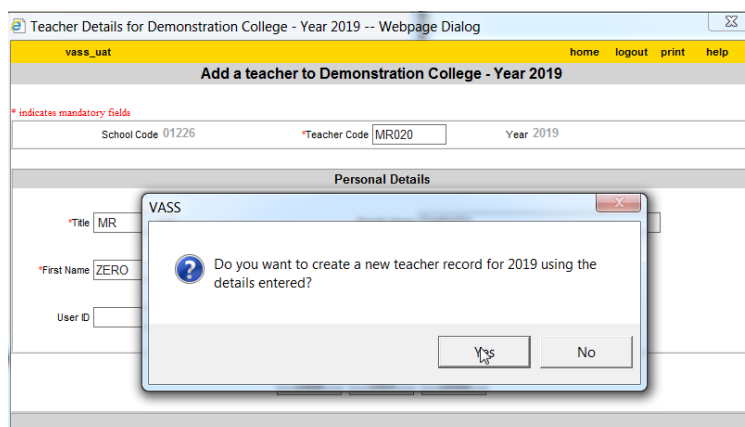 Teacher Details for Demonstration College - Year 2019 -- Webpage Dialog
vass_uat home logout print help
Add a teacher to Demonstration College - Year 2019
* indicates mandatory fields
School Code 01226 *Teacher Code MR020 Year 2019
Personal Details
VASS
*Title MR
Do you want to create a new teacher record for 2019 using the
details entered?
*First Name ZERO
User ID
Yes No